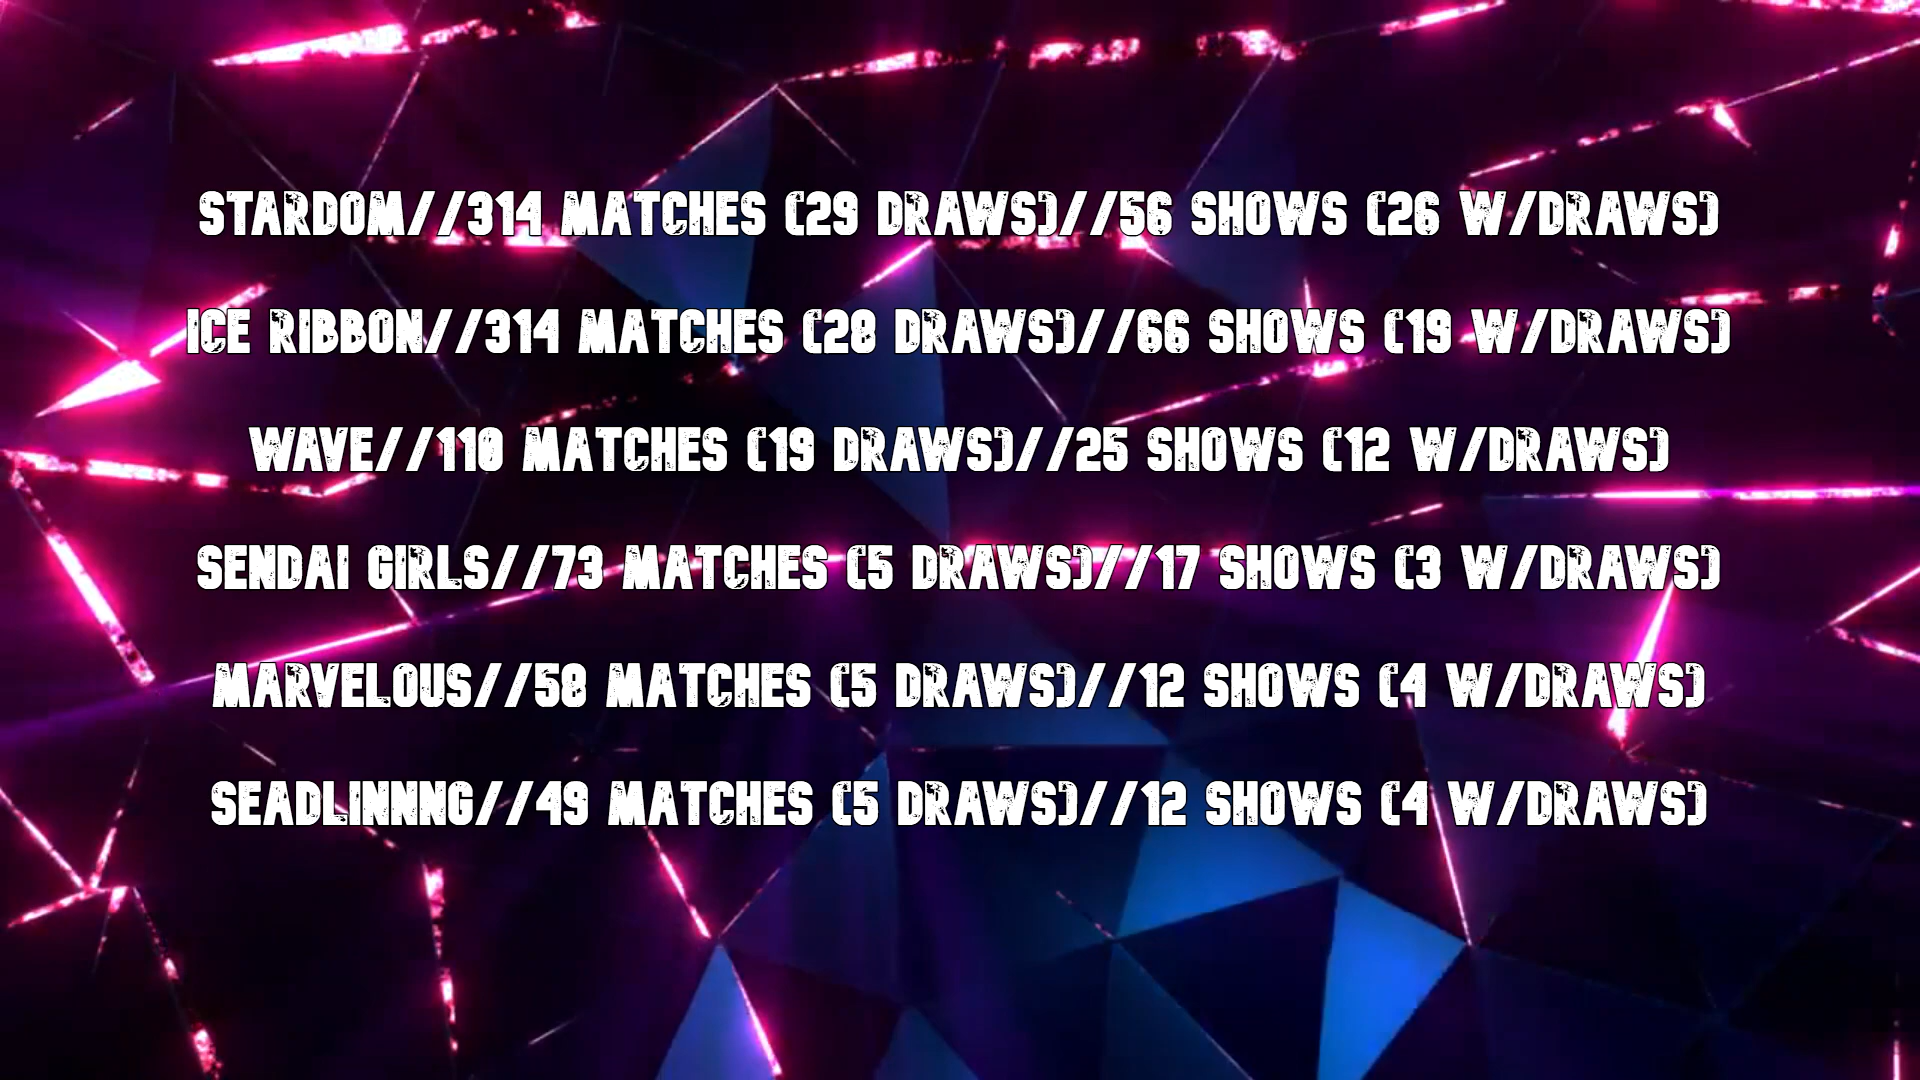 STARDOM//314 MATCHES (29 DRAWS)//56 SHOWS (26 W/DRAWS)
ICE RIBBON//314 MATCHES (28 DRAWS)//66 SHOWS (19 W/DRAWS)
WAVE//110 MATCHES (19 DRAWS)//25 SHOWS (12 W/DRAWS)
SENDAI GIRLS//73 MATCHES (5 DRAWS)//17 SHOWS (3 W/DRAWS)
MARVELOUS//58 MATCHES (5 DRAWS)//12 SHOWS (4 W/DRAWS)
SEADLINNNG//49 MATCHES (5 DRAWS)//12 SHOWS (4 W/DRAWS)